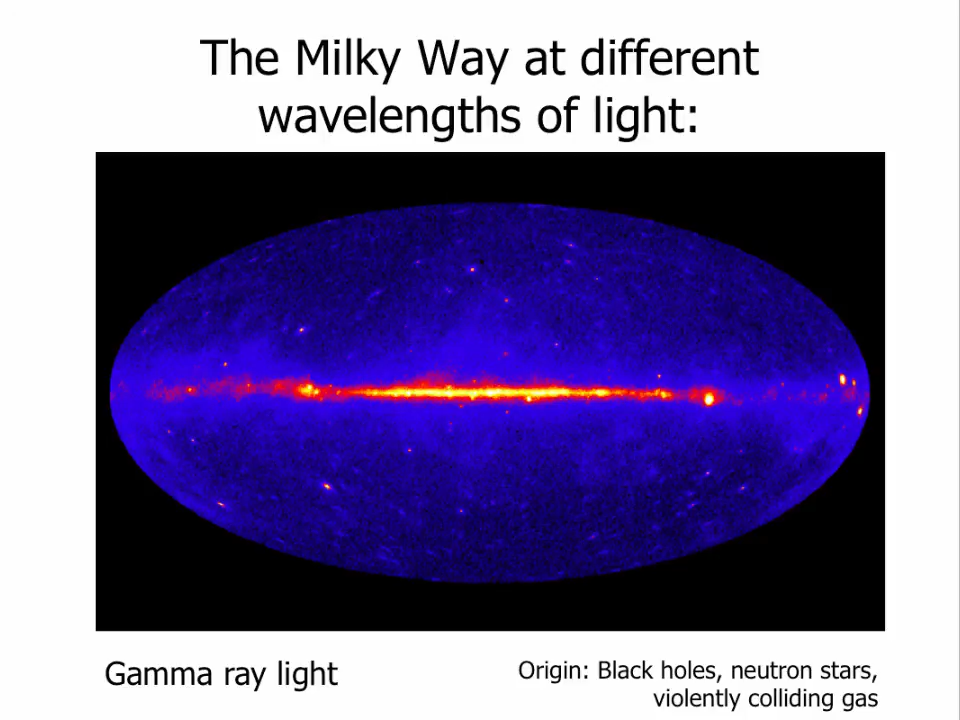 The Milky Way at different
wavelengths of light:
Gamma ray light
Origin: Black holes, neutron stars,
violently colliding gas